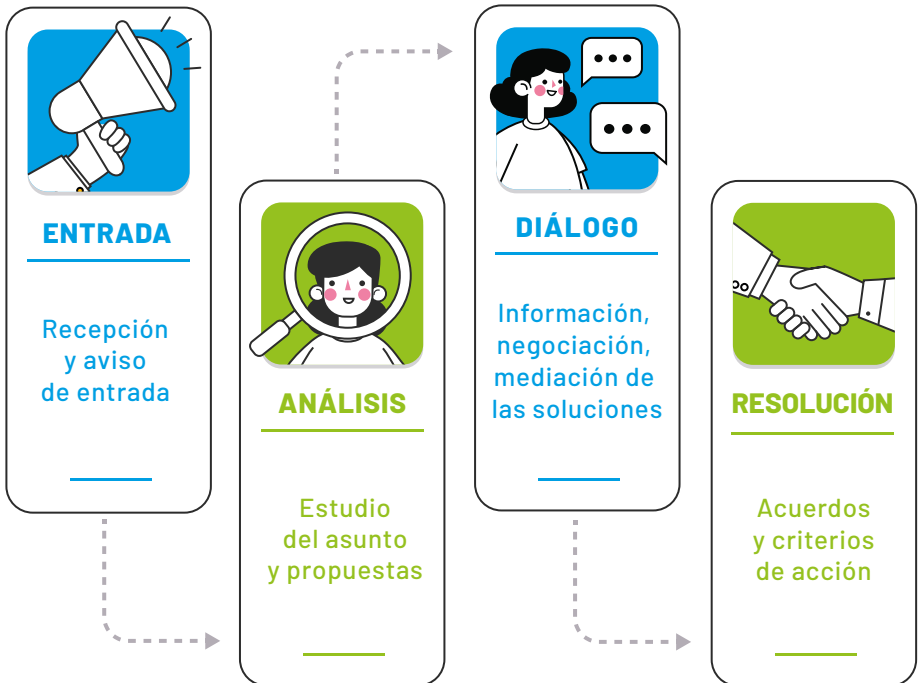 ENTRADA
Recepción
y aviso
de entrada
ANÁLISIS
Estudio
del asunto
y propuestas
DIÁLOGO
Información,
negociación,
mediación de
las soluciones
RESOLUCIÓN
Acuerdos
y criterios
de acción